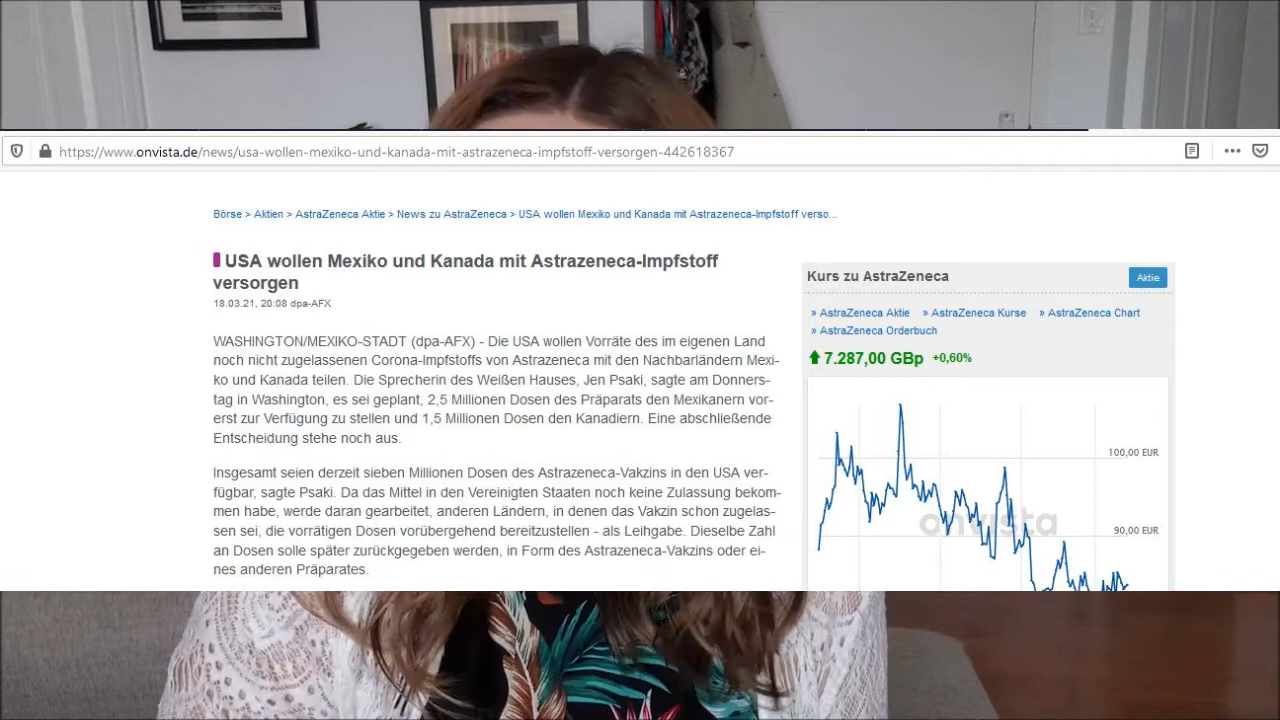 https://www.onvista.de/news/usa-wollen-mexiko-und-kanada-mit-astrazeneca-impfstoff-versorgen-442618367
Börse > Aktien > AstraZeneca Aktie > News zu AstraZeneca > USA wollen Mexiko und Kanada mit Astrazeneca-Impfstoff verso...
USA wollen Mexiko und Kanada mit Astrazeneca-Impfstoff
versorgen
18.03.21, 20:08 dpa-AFX
WASHINGTON/MEXIKO-STADT (dpa-AFX) - Die USA wollen Vorräte des im eigenen Land
noch nicht zugelassenen Corona-Impfstoffs von Astrazeneca mit den Nachbarländern Mexi-
ko und Kanada teilen. Die Sprecherin des Weißen Hauses, Jen Psaki, sagte am Donners-
tag in Washington, es sei geplant, 2,5 Millionen Dosen des Präparats den Mexikanern vor-
erst zur Verfügung zu stellen und 1,5 Millionen Dosen den Kanadiern. Eine abschließende
Entscheidung stehe noch aus.
Insgesamt seien derzeit sieben Millionen Dosen des Astrazeneca-Vakzins in den USA ver-
fügbar, sagte Psaki. Da das Mittel in den Vereinigten Staaten noch keine Zulassung bekom-
men habe, werde daran gearbeitet, anderen Ländern, in denen das Vakzin schon zugelas-
sen sei, die vorrätigen Dosen vorübergehend bereitzustellen - als Leihgabe. Dieselbe Zahl
an Dosen solle später zurückgegeben werden, in Form des Astrazeneca-Vakzins oder ei-
nes anderen Präparates.
Kurs zu AstraZeneca
Aktie
» AstraZeneca Aktie » AstraZeneca Kurse » AstraZeneca Chart
» AstraZeneca Orderbuch
7.287,00 GBp +0,60%
100,00 EUR
onvista
90,00 EUR